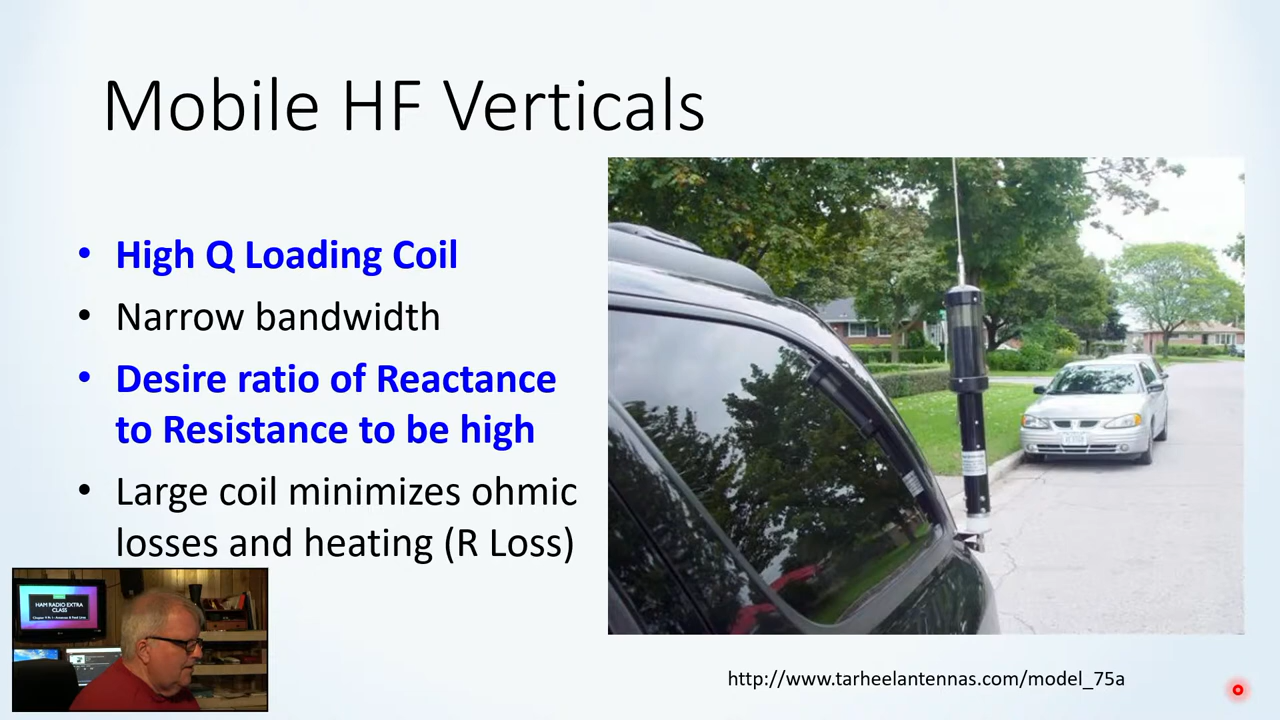 Mobile HF Verticals
• High Q Loading Coil
• Narrow bandwidth
• Desire ratio of Reactance
to Resistance to be high
• Large coil minimizes ohmic
losses and heating (R Loss)
HAM RADIO EXTRA
CLASS
http://www.tarheelantennas.com/model_75a